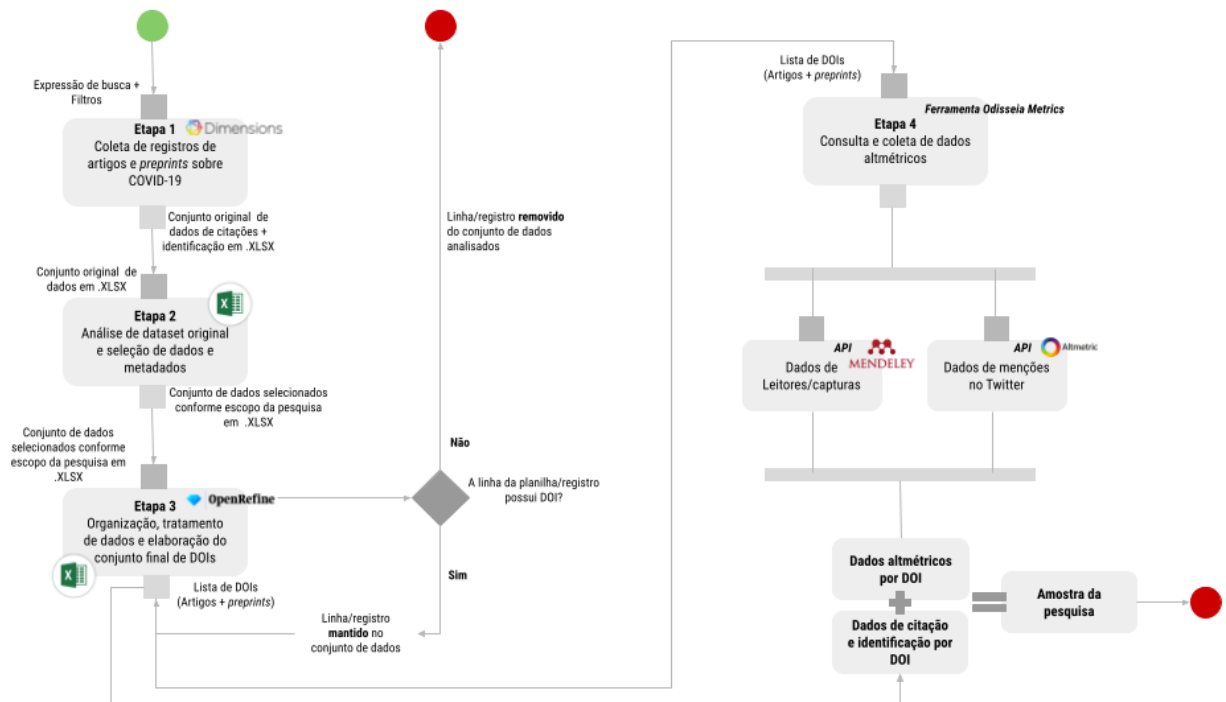 Expressão de busca +
Filtros
Etapa 1
Dimensions
Coleta de registros de
artigos e preprints sobre
COVID-19
Conjunto original de
dados de citações +
identificação em .XLSX
Conjunto original de
dados em .XLSX
X
Etapa 2
Análise de dataset original
e seleção de dados e
metadados
Conjunto de dados selecionados
conforme escopo da pesquisa
em .XLSX
Conjunto de dados
selecionados conforme
escopo da pesquisa em
.XLSX
Etapa 3
OpenRefine
Organização, tratamento
de dados e elaboração do
conjunto final de DOIs
X
Lista de DOIs
(Artigos + preprints)
Linha/registro removido
do conjunto de dados
analisados
Não
A linha da planilha/registro
possui DOI?
Sim
Linha/registro
mantido no
conjunto de dados
Lista de DOIs
(Artigos + preprints)
Ferramenta Odisseia Metrics
Etapa 4
Consulta e coleta de dados
altmétricos
API
MENDELEY
Dados de
Leitores/capturas
API
Altmetric
Dados de menções
no Twitter
Dados altmétricos
por DOI
Dados de citação
e identificação por
DOI
Amostra da
pesquisa